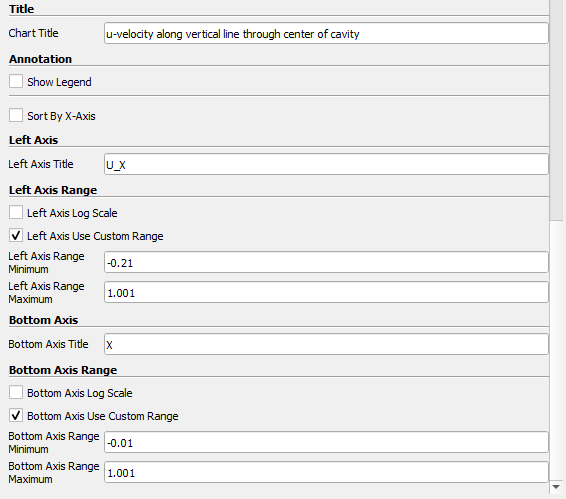 Title
Chart Title u-velocity along vertical line through center of cavity
Annotation
Show Legend
Sort By X-Axis
Left Axis
Left Axis Title U_X
Left Axis Range
Left Axis Log Scale
Left Axis Use Custom Range
Left Axis Range
Minimum -0.21
Left Axis Range
Maximum 1.001
Bottom Axis
Bottom Axis Title X
Bottom Axis Range
Bottom Axis Log Scale
Bottom Axis Use Custom Range
Bottom Axis Range
Minimum -0.01
Bottom Axis Range
Maximum 1.001